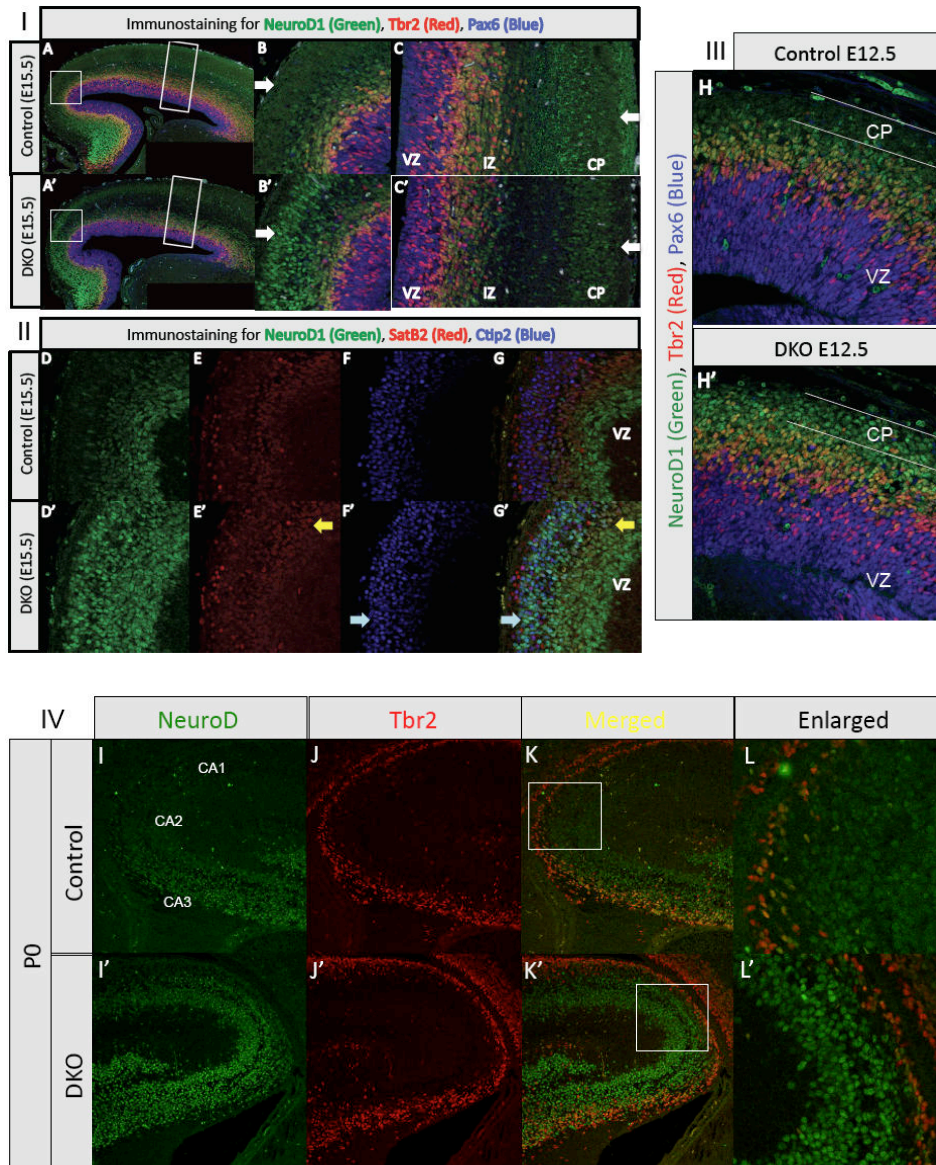 I
Immunostaining for NeuroD1 (Green), Tbr2 (Red), Pax6 (Blue)
Control (E15.5)
A
B
C
VZ
IZ
CP
DKO (E15.5)
A'
B'
C'
VZ
IZ
CP
II
Immunostaining for NeuroD1 (Green), SatB2 (Red), Ctip2 (Blue)
Control (E15.5)
D
E
F
G
VZ
DKO (E15.5)
D'
E'
F'
G'
VZ
III
Control E12.5
NeuroD1 (Green), Tbr2 (Red), Pax6 (Blue)
H
CP
VZ
DKO E12.5
H'
CP
VZ
IV
NeuroD
Tbr2
Merged
Enlarged
P0
Control
I
CA1
CA2
CA3
J
K
L
DKO
I'
J'
K'
L'